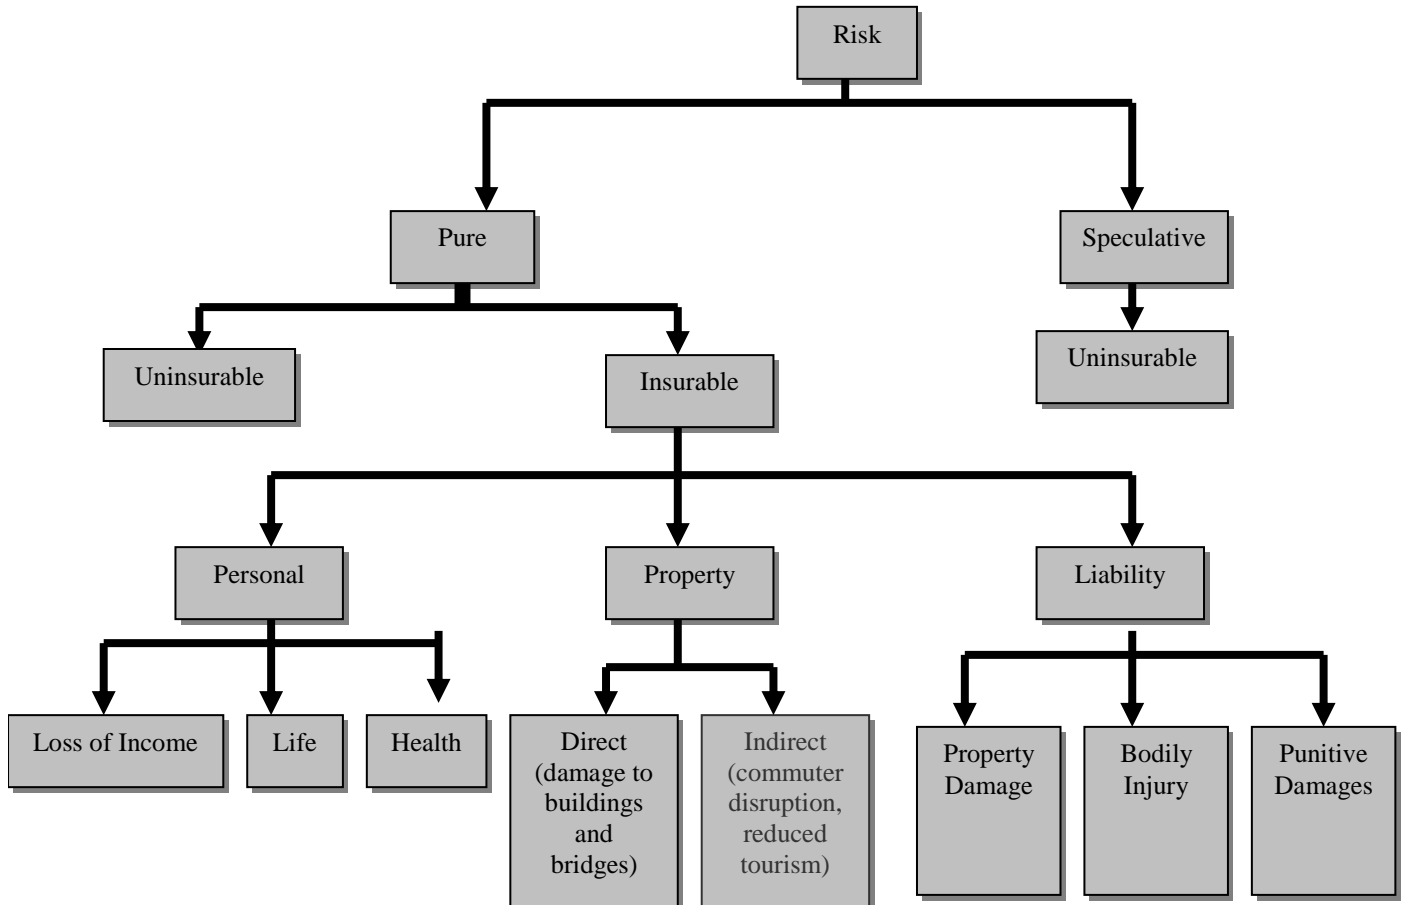 Risk
Pure
Speculative
Uninsurable
Insurable
Uninsurable
Personal
Property
Liability
Loss of Income
Life
Health
Direct
(damage to
buildings
and
bridges)
Indirect
(commuter
disruption,
reduced
tourism)
Property
Damage
Bodily
Injury
Punitive
Damages